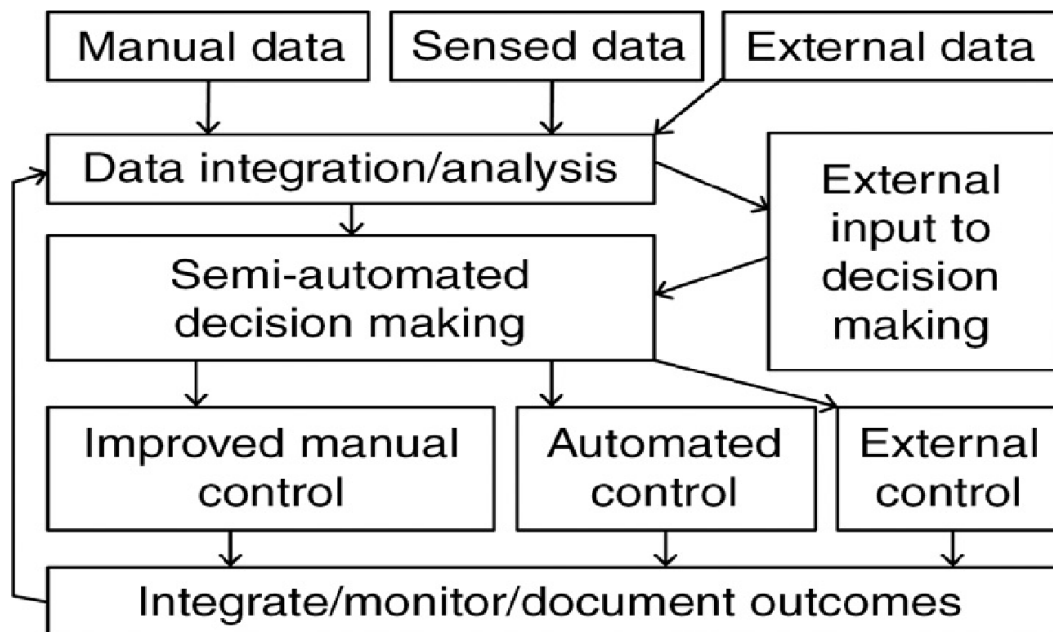 Manual data
Sensed data
External data
Data integration/analysis
External
input to
decision
making
Semi-automated
decision making
Improved manual
control
Automated
control
External
control
Integrate/monitor/document outcomes